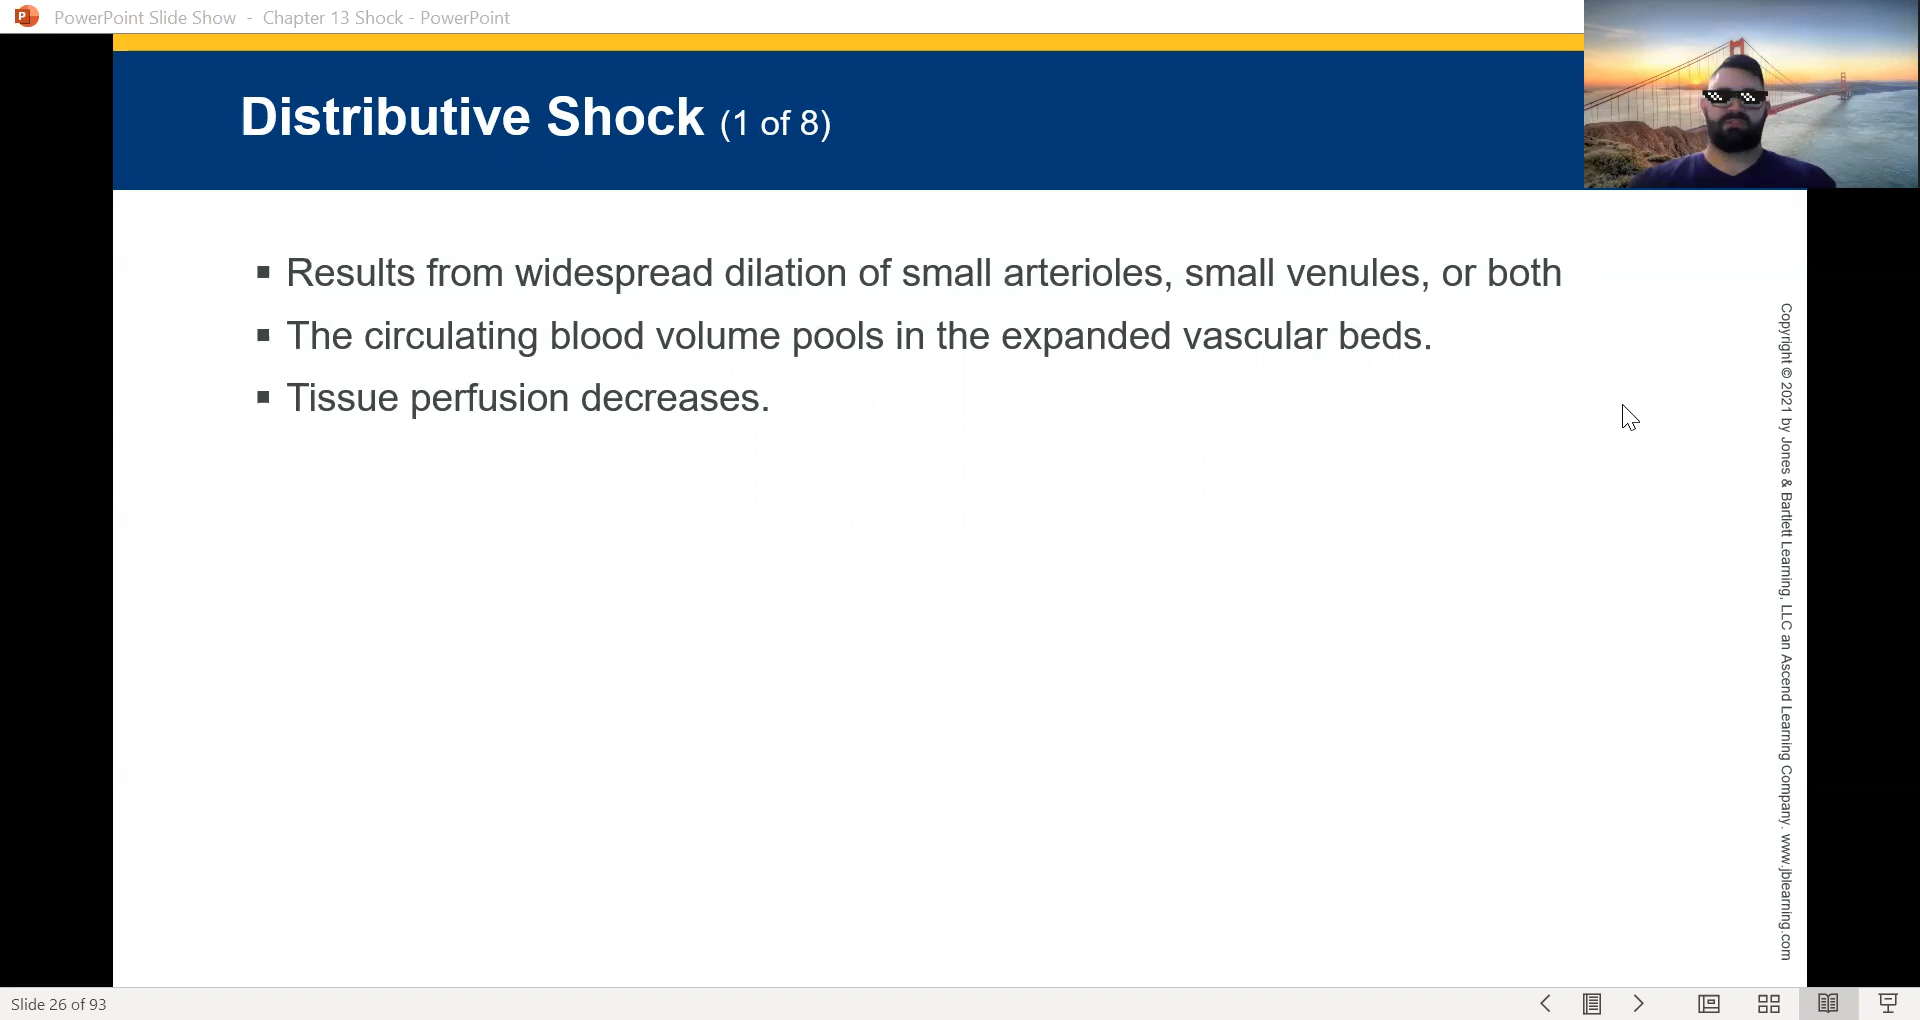 PowerPoint Slide Show - Chapter 13 Shock - PowerPoint
Distributive Shock (1 of 8)
▪ Results from widespread dilation of small arterioles, small venules, or both
▪ The circulating blood volume pools in the expanded vascular beds.
▪ Tissue perfusion decreases.
Copyright © 2021 by Jones & Bartlett Learning, LLC an Ascend Learning Company. www.jblearning.com
Slide 26 of 93